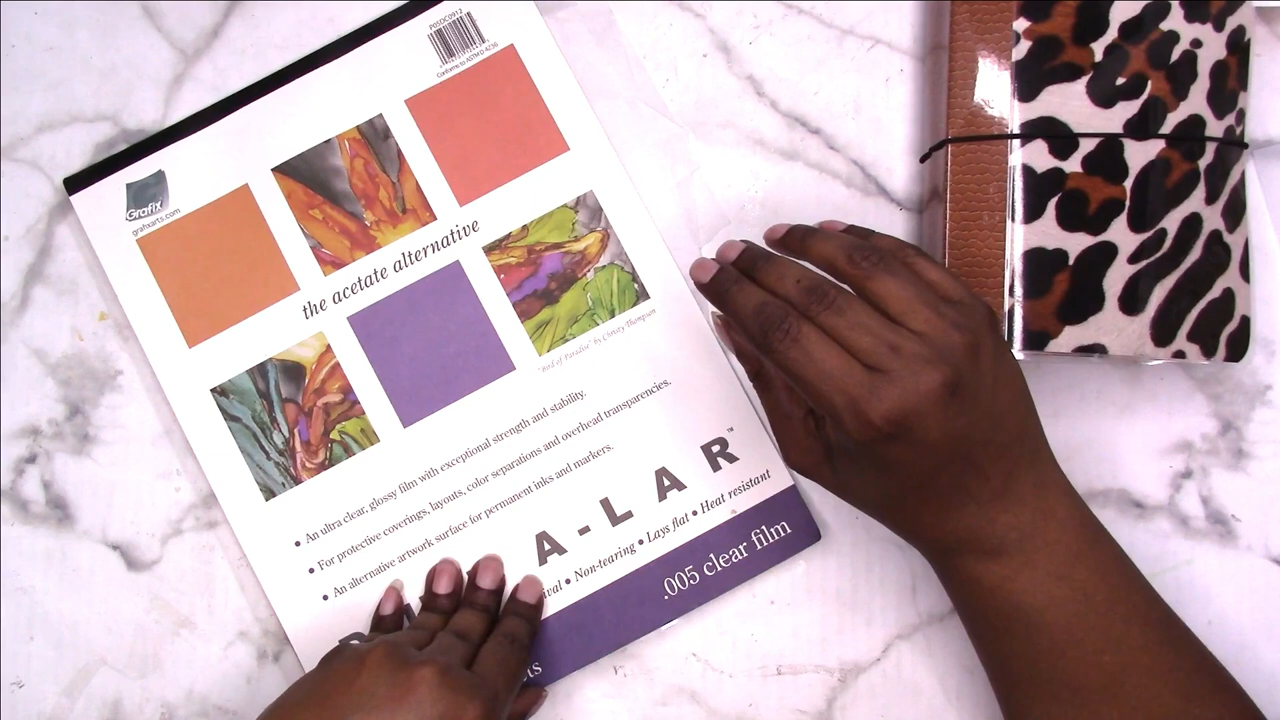 P05DC0912
Conforms to ASTM D 4236
Grafix
grafixarts.com
the acetate alternative
"Bird of Paradise" by Christy Thompson
• An ultra clear, glossy film with exceptional strength and stability.
• For protective coverings, layouts, color separations and overhead transparencies.
• An alternative artwork surface for permanent inks and markers.
A-LAR™
Non-tearing • Lays flat • Heat resistant
.005 clear film